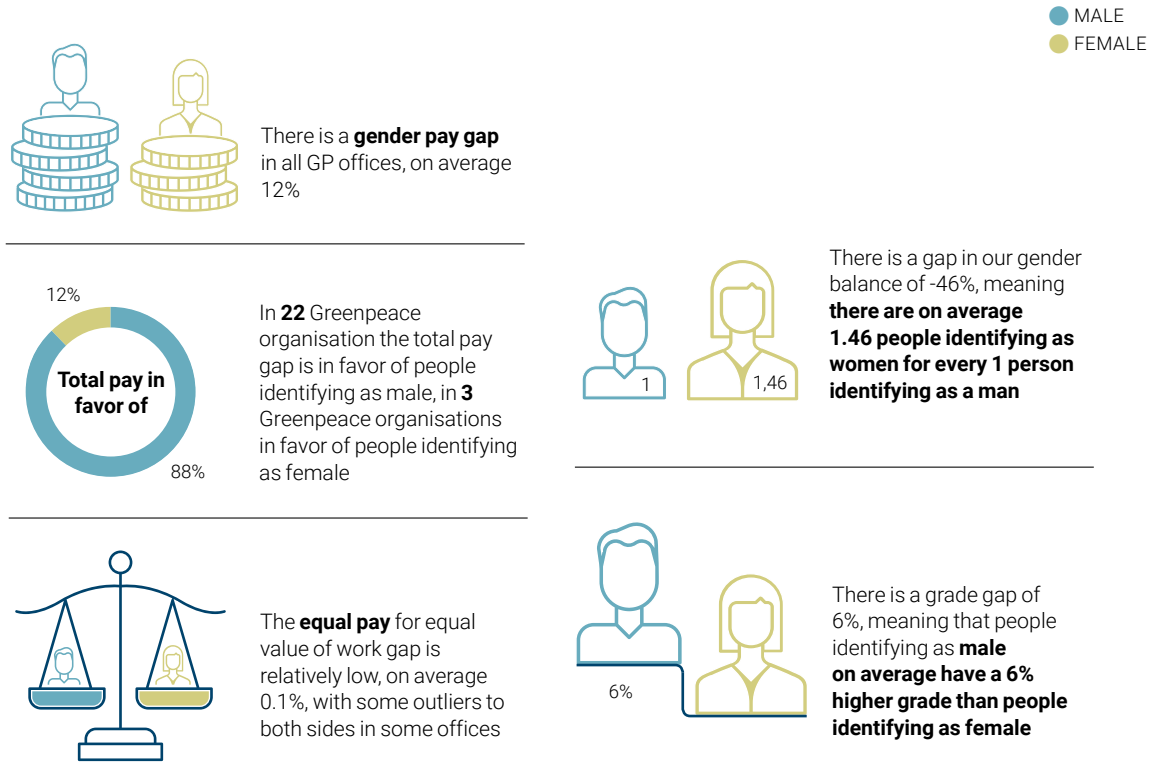 MALE
FEMALE
There is a gender pay gap
in all GP offices, on average
12%
12%
Total pay in
favor of
88%
In 22 Greenpeace
organisation the total pay
gap is in favor of people
identifying as male, in 3
Greenpeace organisations
in favor of people identifying
as female
The equal pay for equal
value of work gap is
relatively low, on average
0.1%, with some outliers to
both sides in some offices
1
1,46
There is a gap in our gender
balance of -46%, meaning
there are on average
1.46 people identifying as
women for every 1 person
identifying as a man
6%
There is a grade gap of
6%, meaning that people
identifying as male
on average have a 6%
higher grade than people
identifying as female